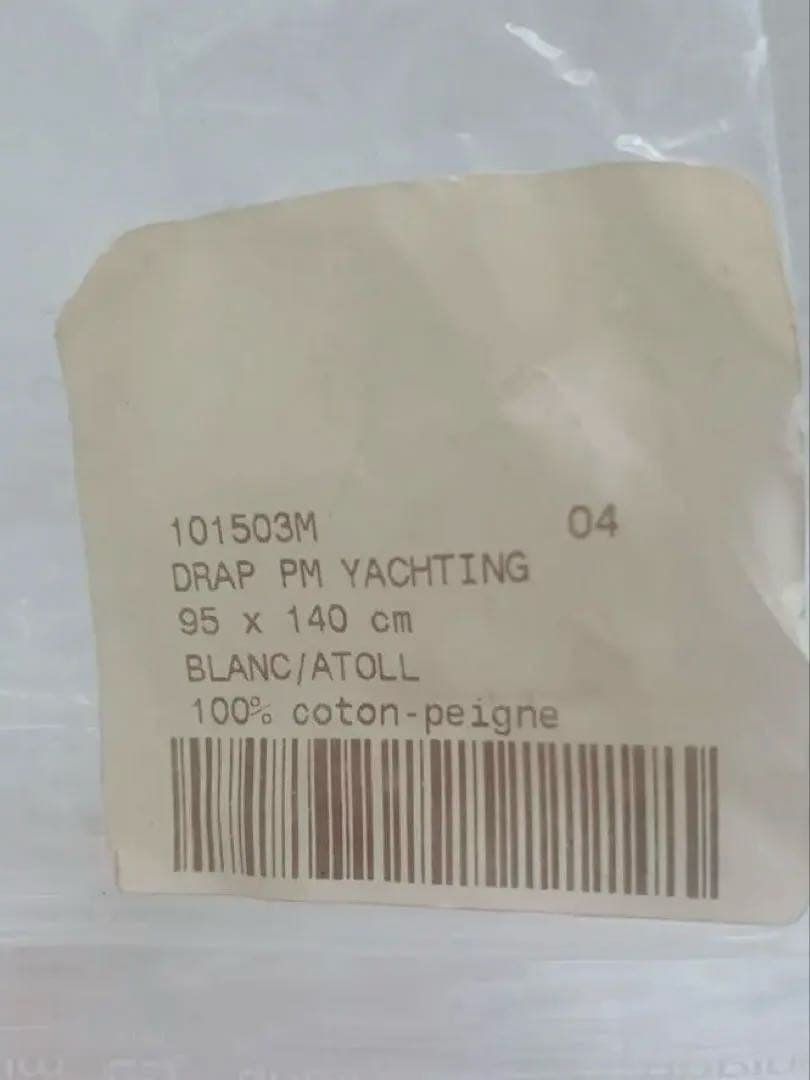 101503M 04
DRAP PM YACHTING
95 x 140 cm
BLANC/ATOLL
100% coton-peigne